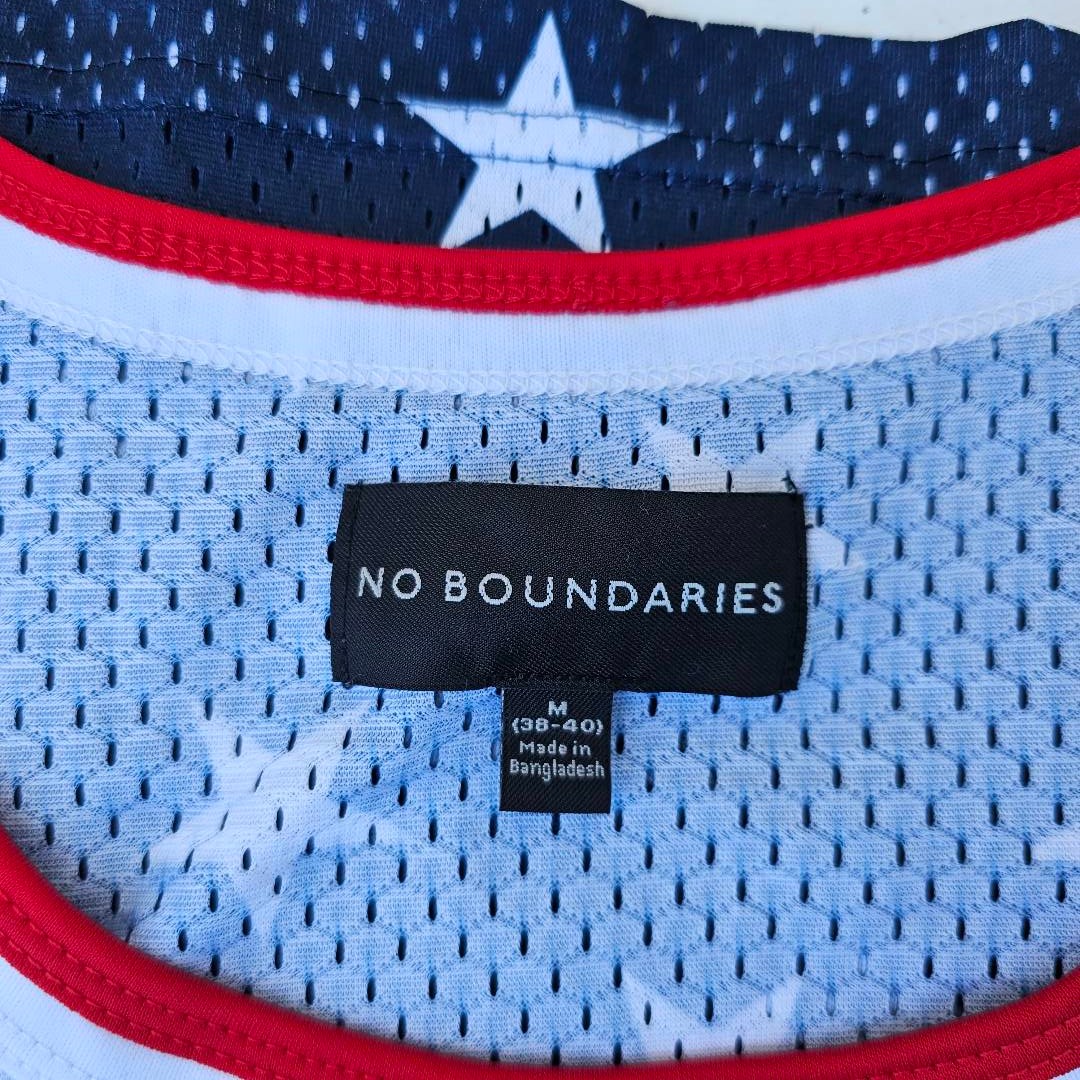 NO BOUNDARIES
M
(38-40)
Made in
Bangladesh